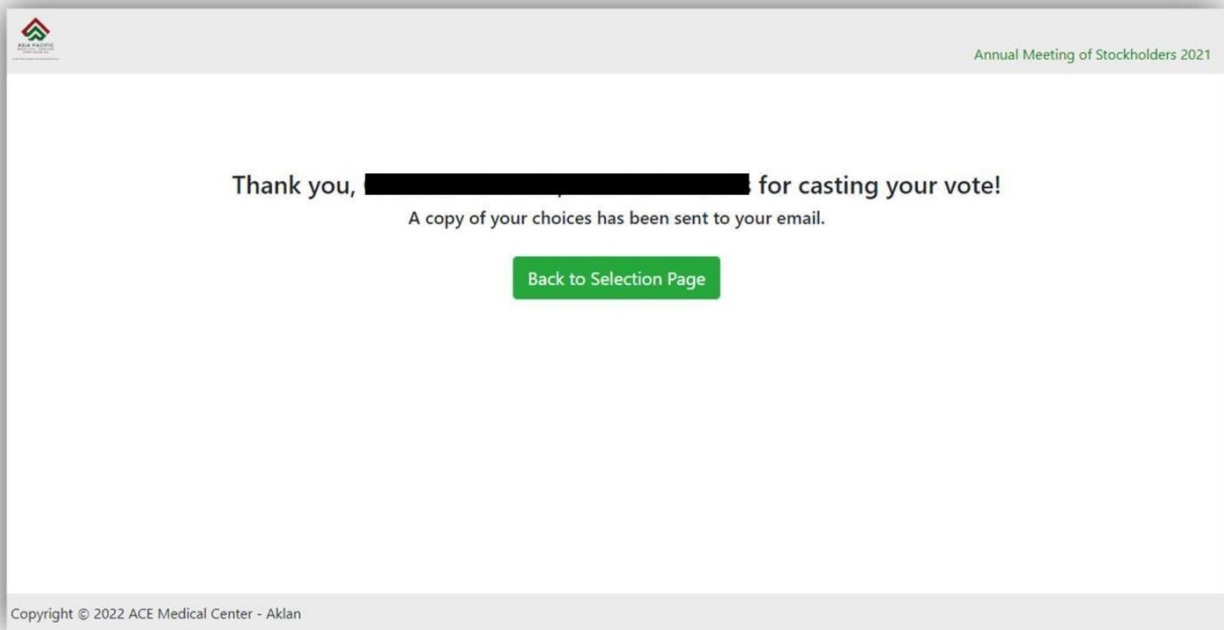 ASIA PACIFIC
Annual Meeting of Stockholders 2021
Thank you, for casting your vote!
A copy of your choices has been sent to your email.
Back to Selection Page
Copyright © 2022 ACE Medical Center - Aklan